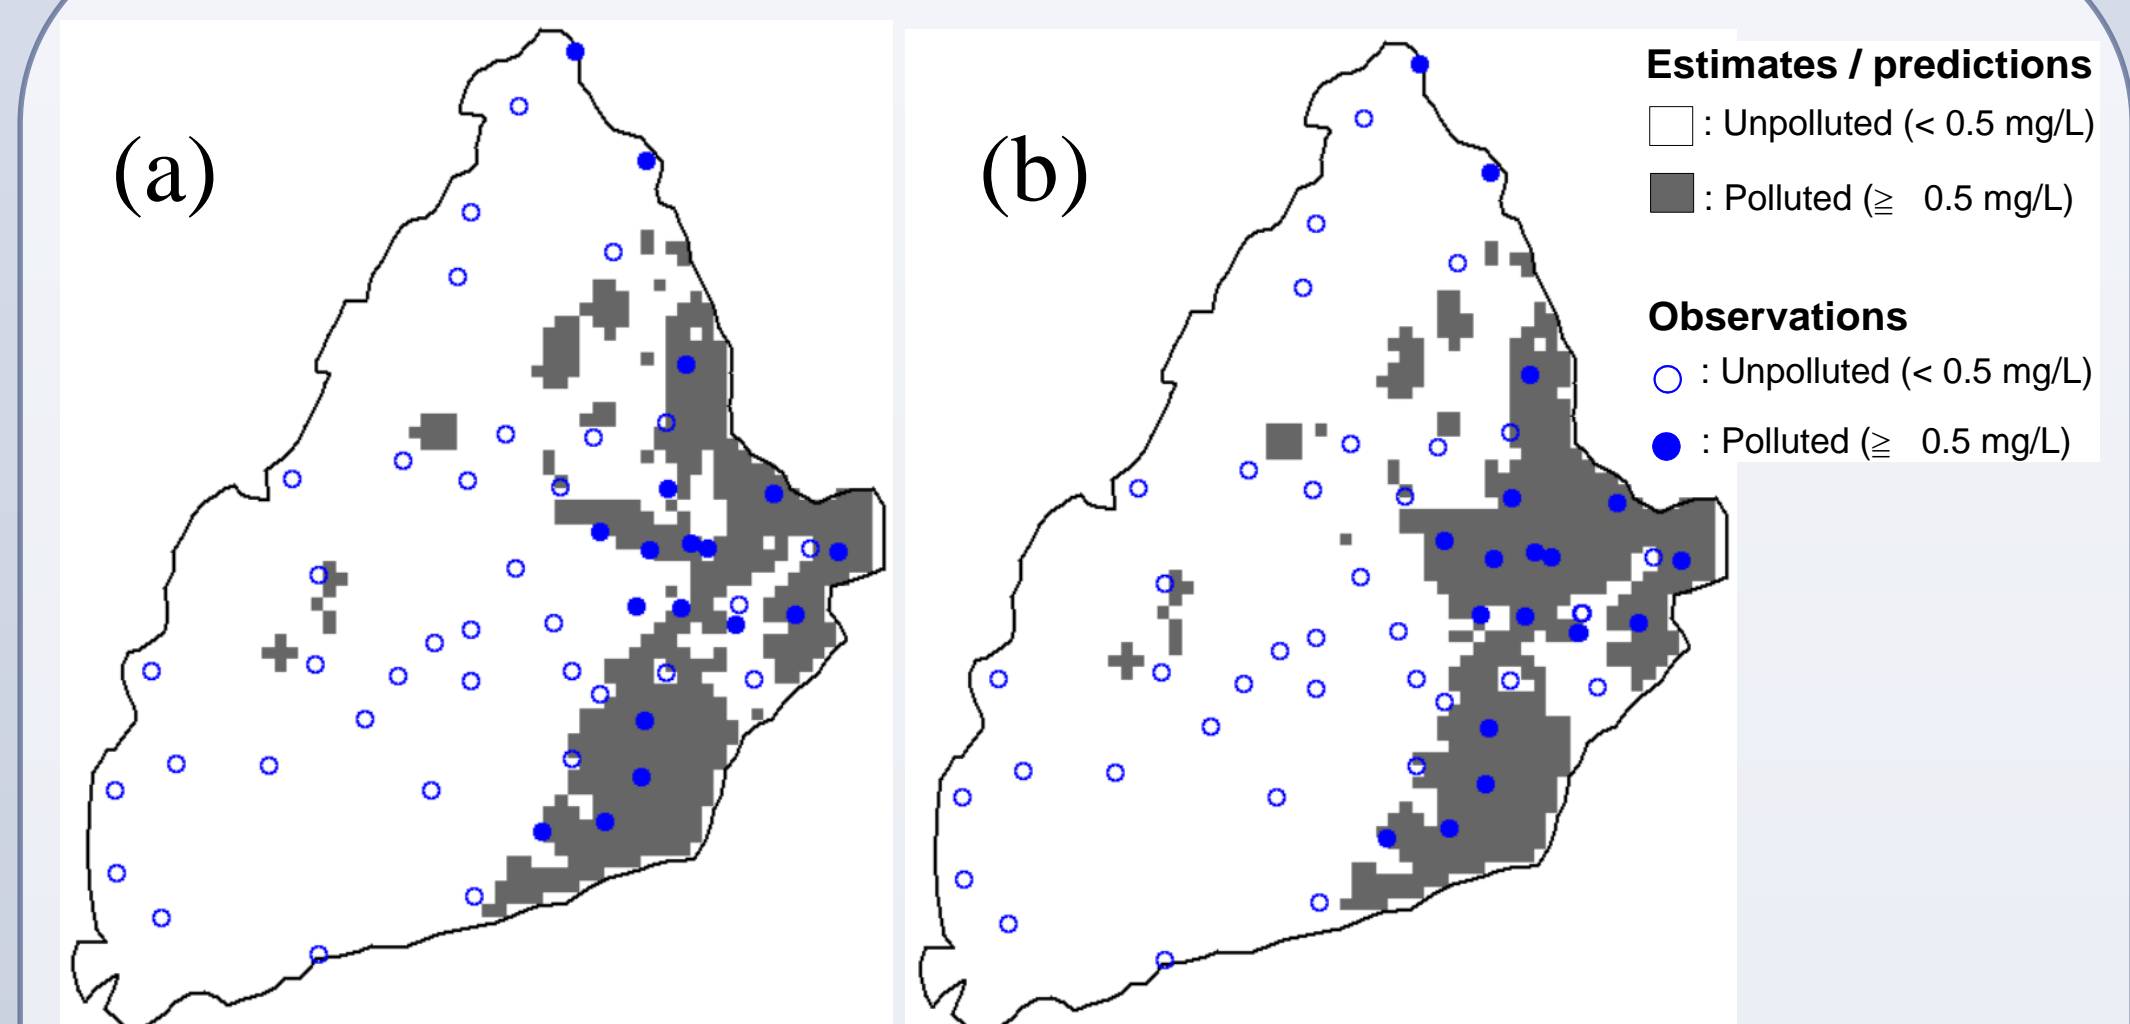 (a)
(b)
Estimates / predictions
: Unpolluted (< 0.5 mg/L)
: Polluted (≧ 0.5 mg/L)
Observations
: Unpolluted (< 0.5 mg/L)
: Polluted (≧ 0.5 mg/L)